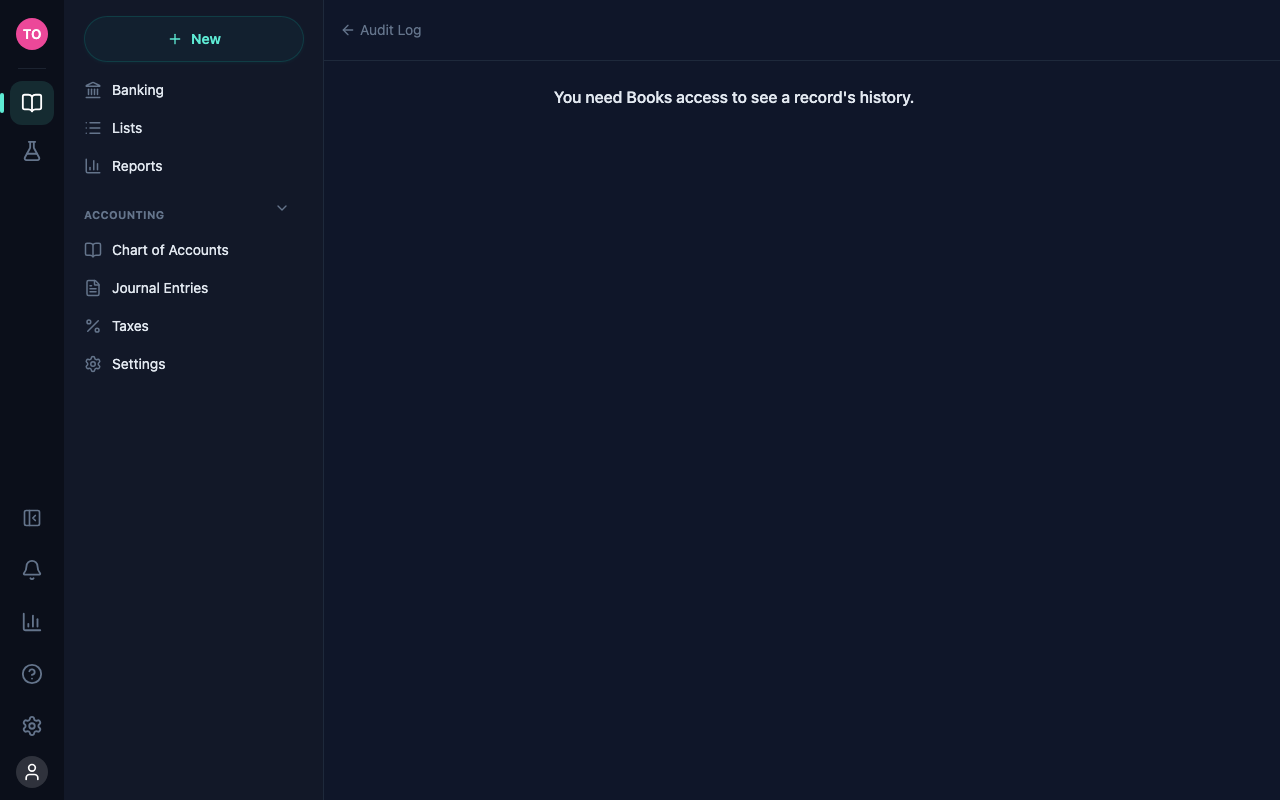 TO
New
Banking
Lists
Reports
ACCOUNTING
Chart of Accounts
Journal Entries
Taxes
Settings
Audit Log
You need Books access to see a record's history.